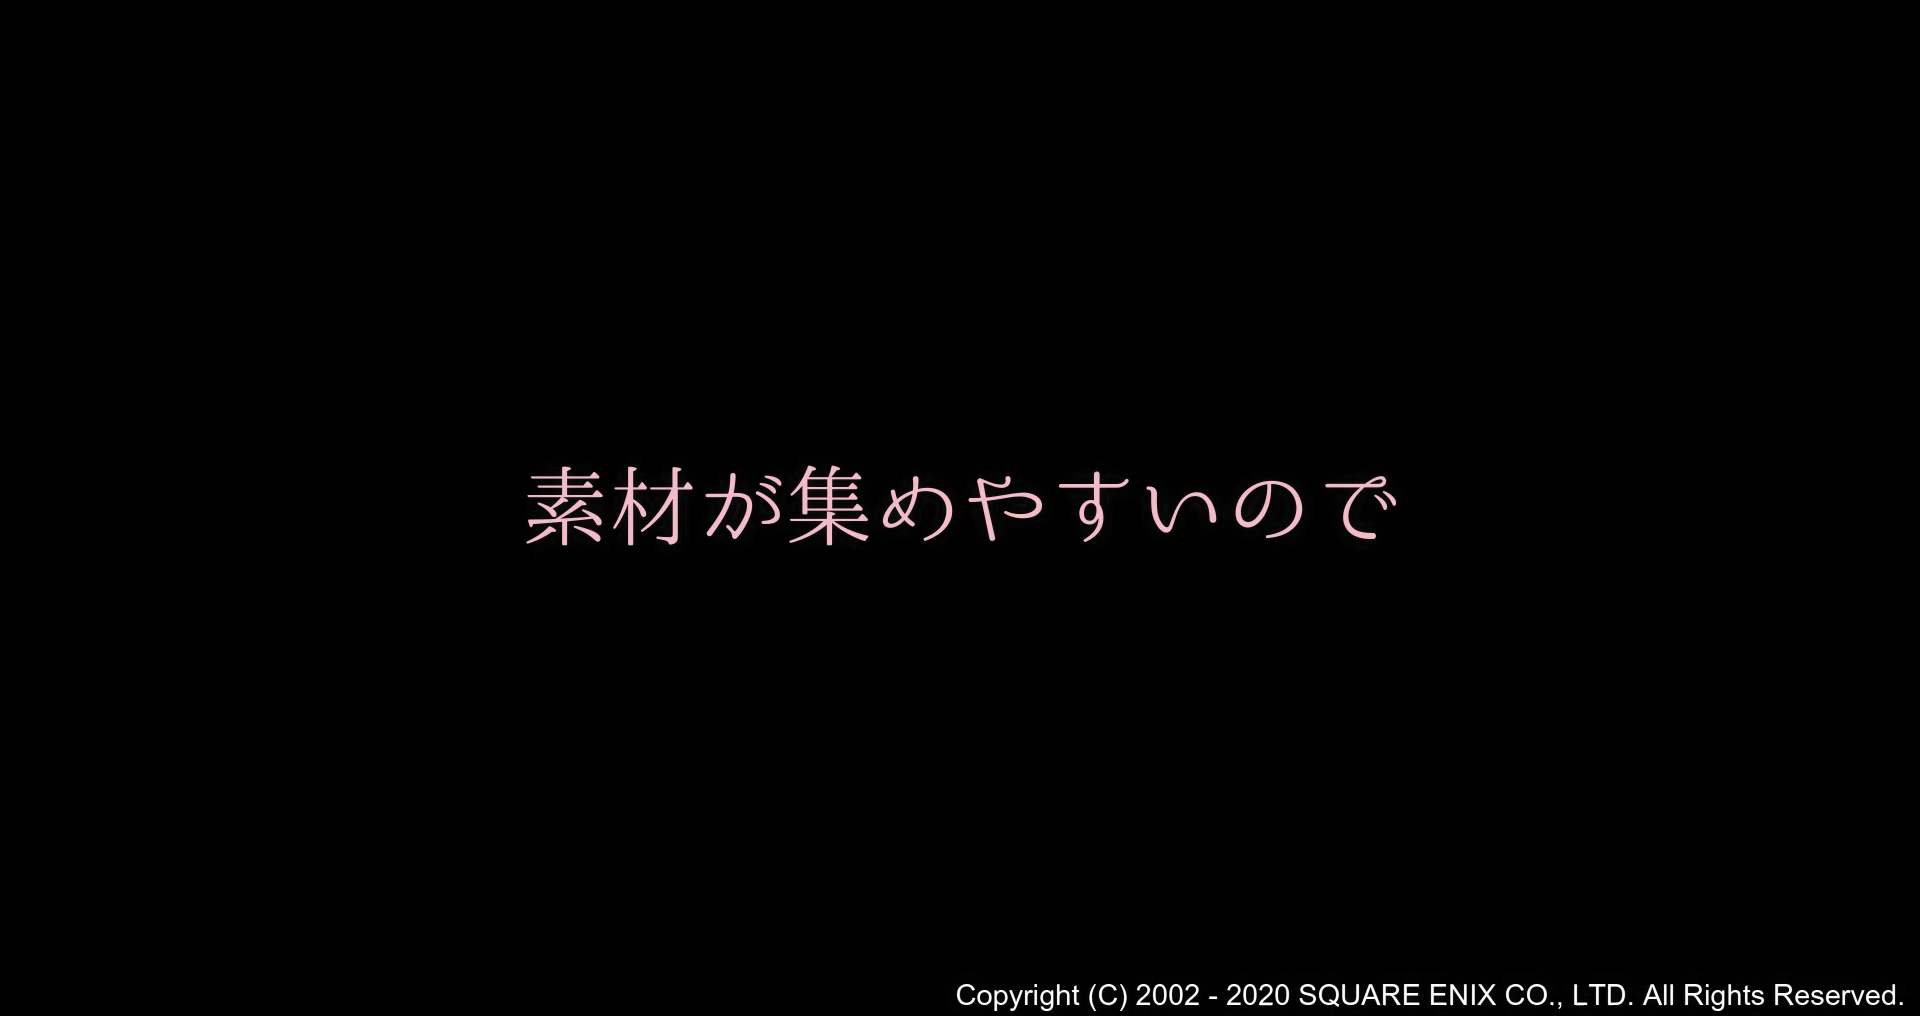 素材が集めやすいので
Copyright (C) 2002 - 2020 SQUARE ENIX CO., LTD. All Rights Reserved.